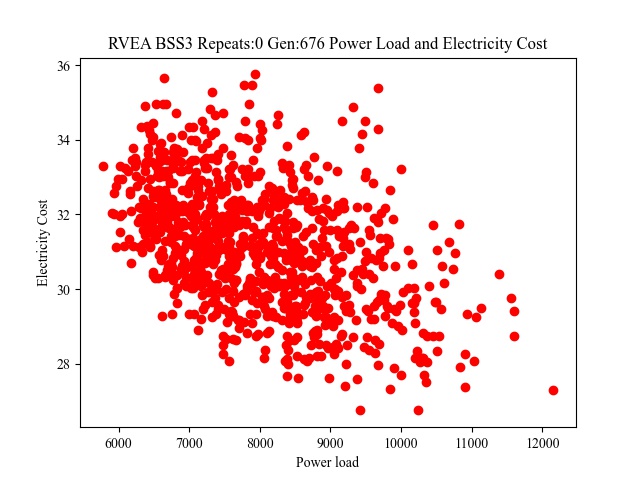 RVEA BSS3 Repeats:0 Gen:676 Power Load and Electricity Cost
36
34
32
30
28
Electricity Cost
6000 7000 8000 9000 10000 11000 12000
Power load